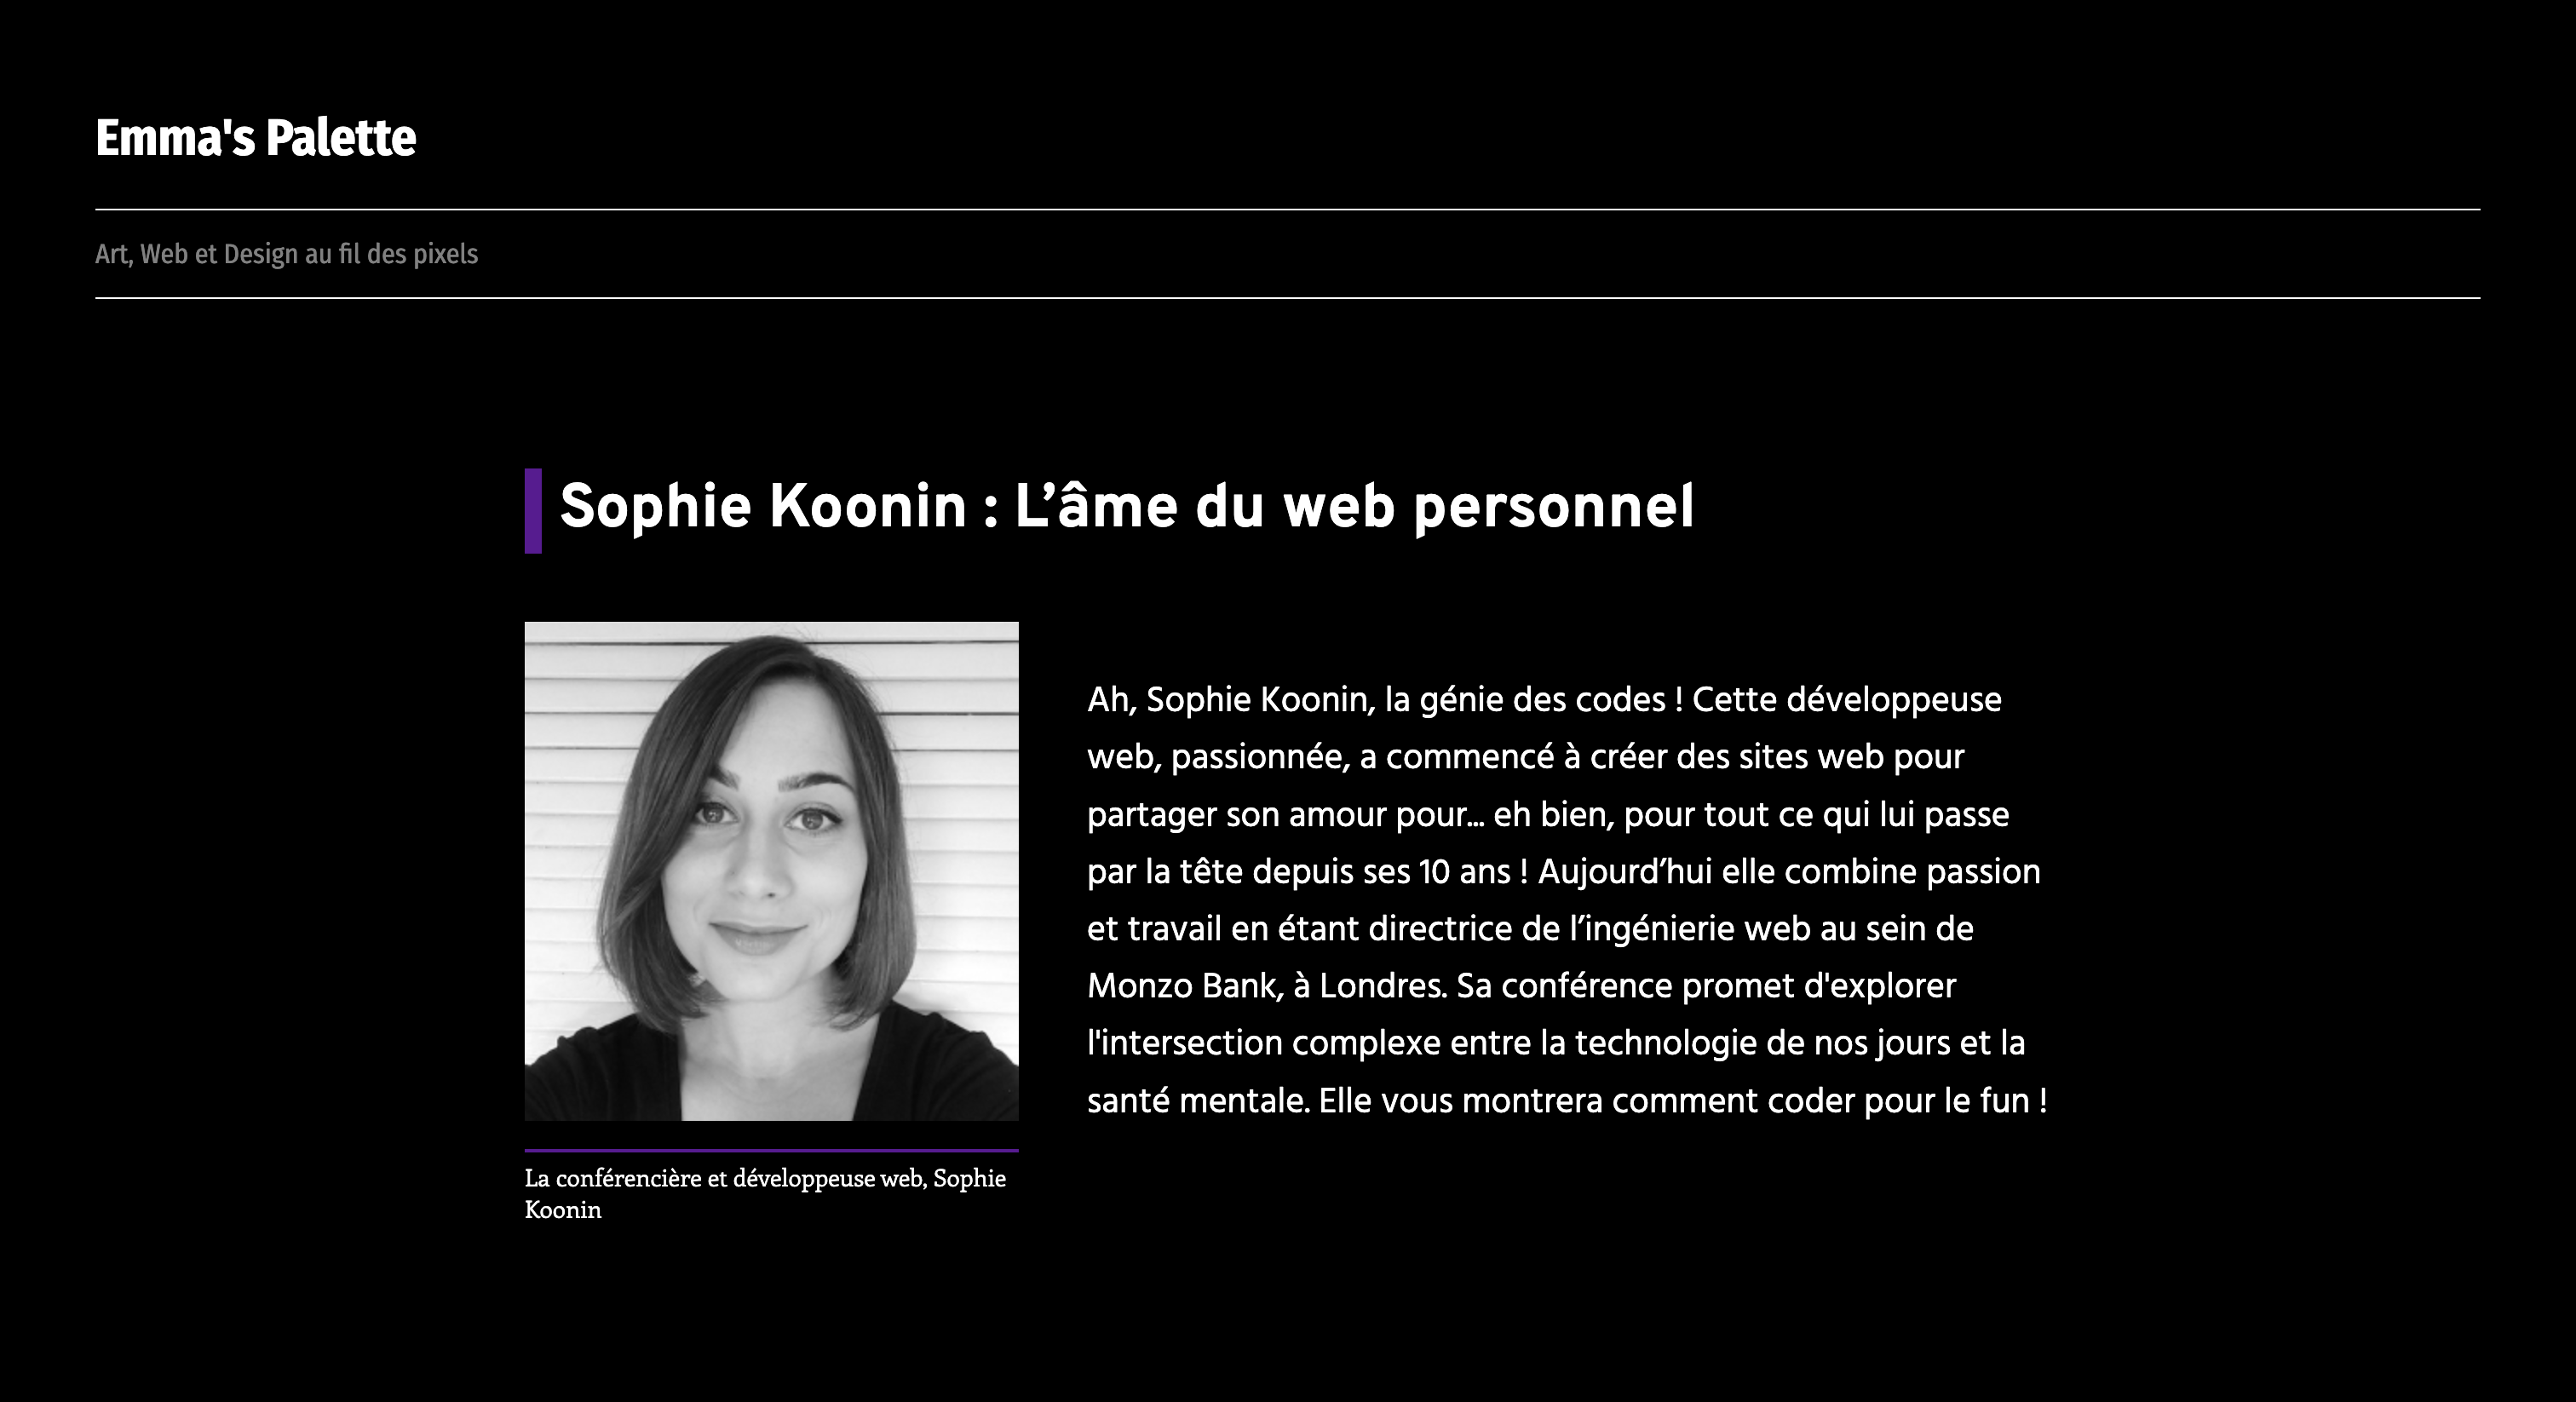 Emma's Palette
Art, Web et Design au fil des pixels
Sophie Koonin : L’âme du web personnel
Ah, Sophie Koonin, la génie des codes ! Cette développeuse
web, passionnée, a commencé à créer des sites web pour
partager son amour pour... eh bien, pour tout ce qui lui passe
par la tête depuis ses 10 ans ! Aujourd’hui elle combine passion
et travail en étant directrice de l’ingénierie web au sein de
Monzo Bank, à Londres. Sa conférence promet d'explorer
l'intersection complexe entre la technologie de nos jours et la
santé mentale. Elle vous montrera comment coder pour le fun !
La conférencière et développeuse web, Sophie
Koonin